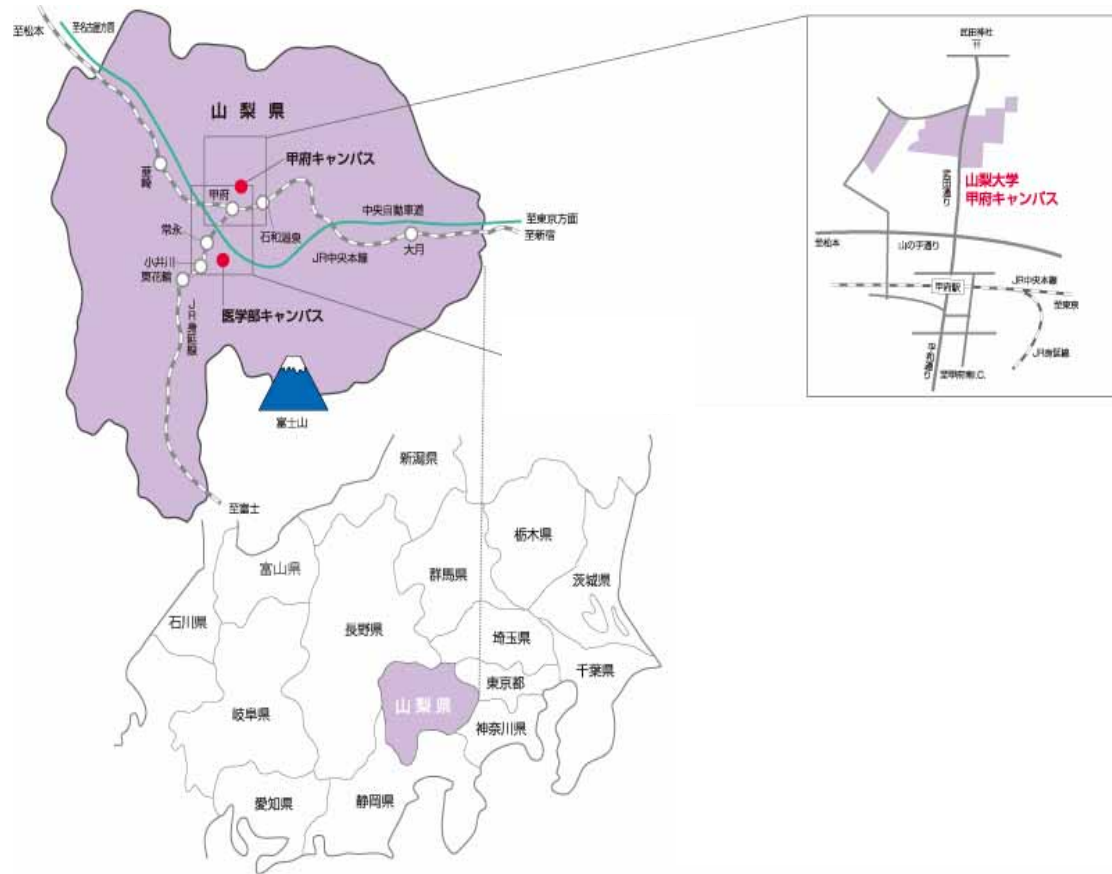 至松本
至名古屋方面
山梨県
甲府キャンパス
韮崎
甲府
石和温泉
中央自動車道
至東京方面
至新宿
常永
小井川
東花輪
JR中央本線
大月
医学部キャンパス
JR身延線
富士山
至富士
武田神社
武田通り
山梨大学
甲府キャンパス
至松本
山の手通り
甲府駅
JR中央本線
至東京
JR身延線
平和通り
至甲府南I.C.
新潟県
栃木県
富山県
群馬県
茨城県
石川県
長野県
埼玉県
千葉県
東京都
山梨県
岐阜県
神奈川県
愛知県
静岡県